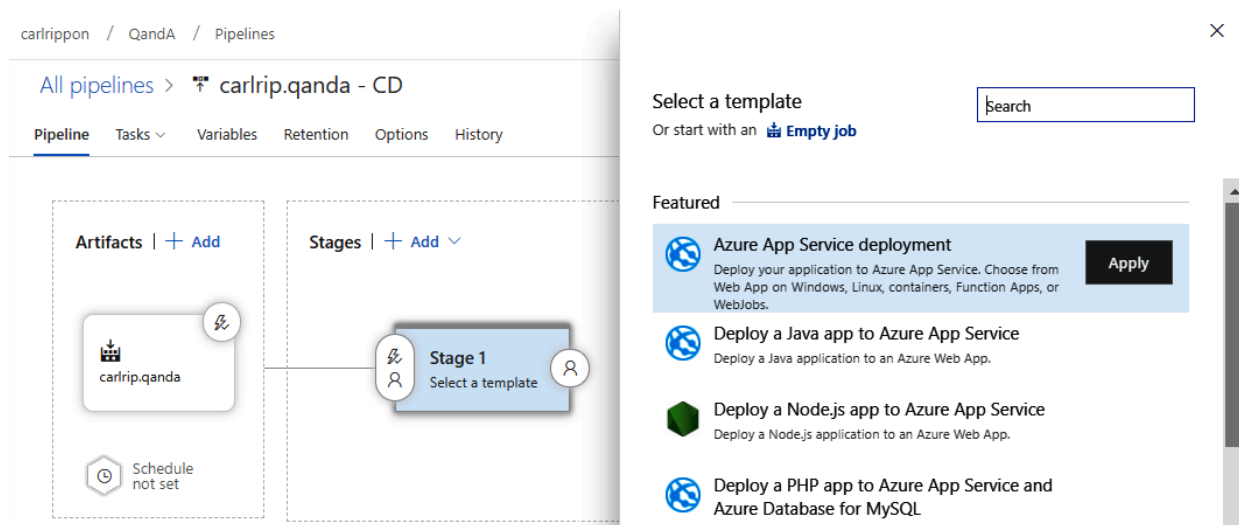 carlrippon / QandA / Pipelines
All pipelines > carlrip.qanda - CD
Pipeline Tasks Variables Retention Options History
Artifacts | + Add
Stages | + Add
carlrip.qanda
Stage 1
Select a template
Schedule
not set
Select a template
Search
Or start with an Empty job
Featured
Azure App Service deployment
Deploy your application to Azure App Service. Choose from
Web App on Windows, Linux, containers, Function Apps, or
WebJobs.
Apply
Deploy a Java app to Azure App Service
Deploy a Java application to an Azure Web App.
Deploy a Node.js app to Azure App Service
Deploy a Node.js application to an Azure Web App.
Deploy a PHP app to Azure App Service and
Azure Database for MySQL